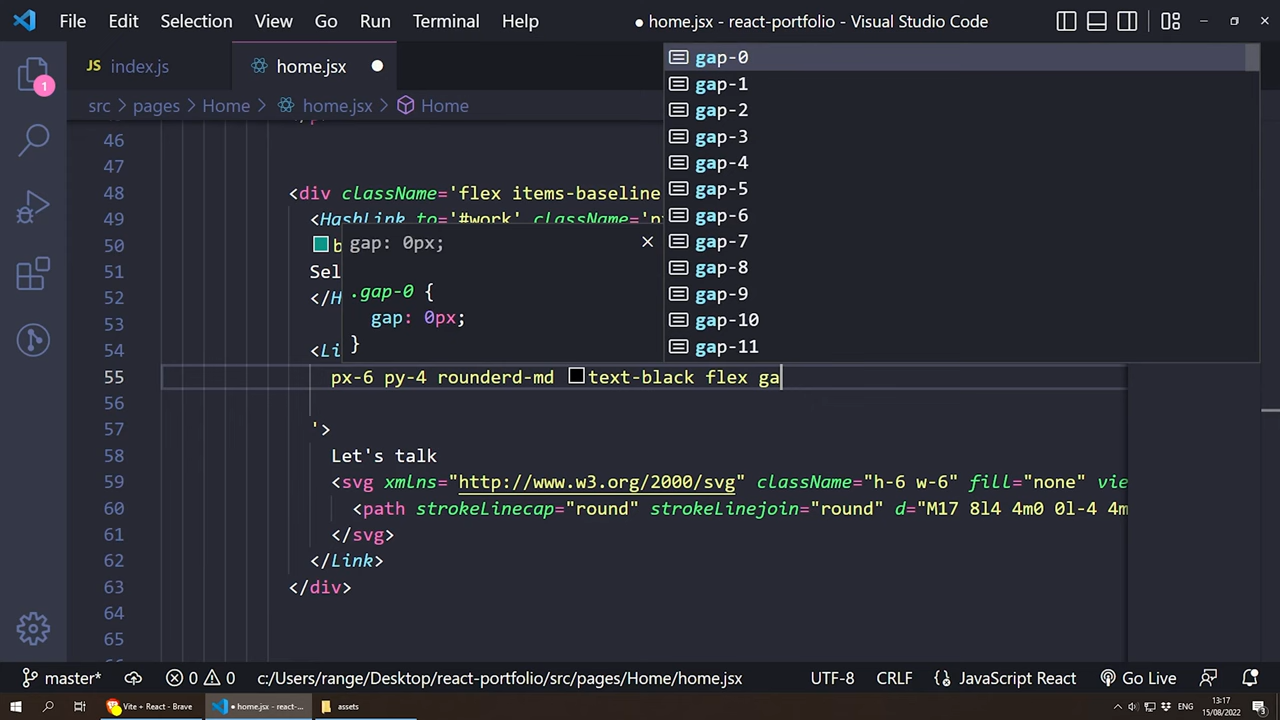 File Edit Selection View Go Run Terminal Help ● home.jsx - react-portfolio - Visual Studio Code
JS index.js home.jsx ●
1
src > pages > Home > home.jsx > Home
46
47
48 <div className='flex items-baseline
49 <HashLink to='#work' className='
50 b
51 Sel
52 </H
53
54 <Li
55 px-6 py-4 rounderd-md text-black flex ga
56
57 '>
58 Let's talk
59 <svg xmlns="http://www.w3.org/2000/svg" className="h-6 w-6" fill="none" vie
60 <path strokeLinecap="round" strokeLinejoin="round" d="M17 8l4 4m0 0l-4 4m
61 </svg>
62 </Link>
63 </div>
64
65
gap: 0px;
.gap-0 {
gap: 0px;
}
gap-0
gap-1
gap-2
gap-3
gap-4
gap-5
gap-6
gap-7
gap-8
gap-9
gap-10
gap-11
master* 0 0 c:/Users/range/Desktop/react-portfolio/src/pages/Home/home.jsx UTF-8 CRLF { } JavaScript React Go Live
Vite + React - Brave ● home.jsx - react-... assets ENG 13:17
15/08/2022 3